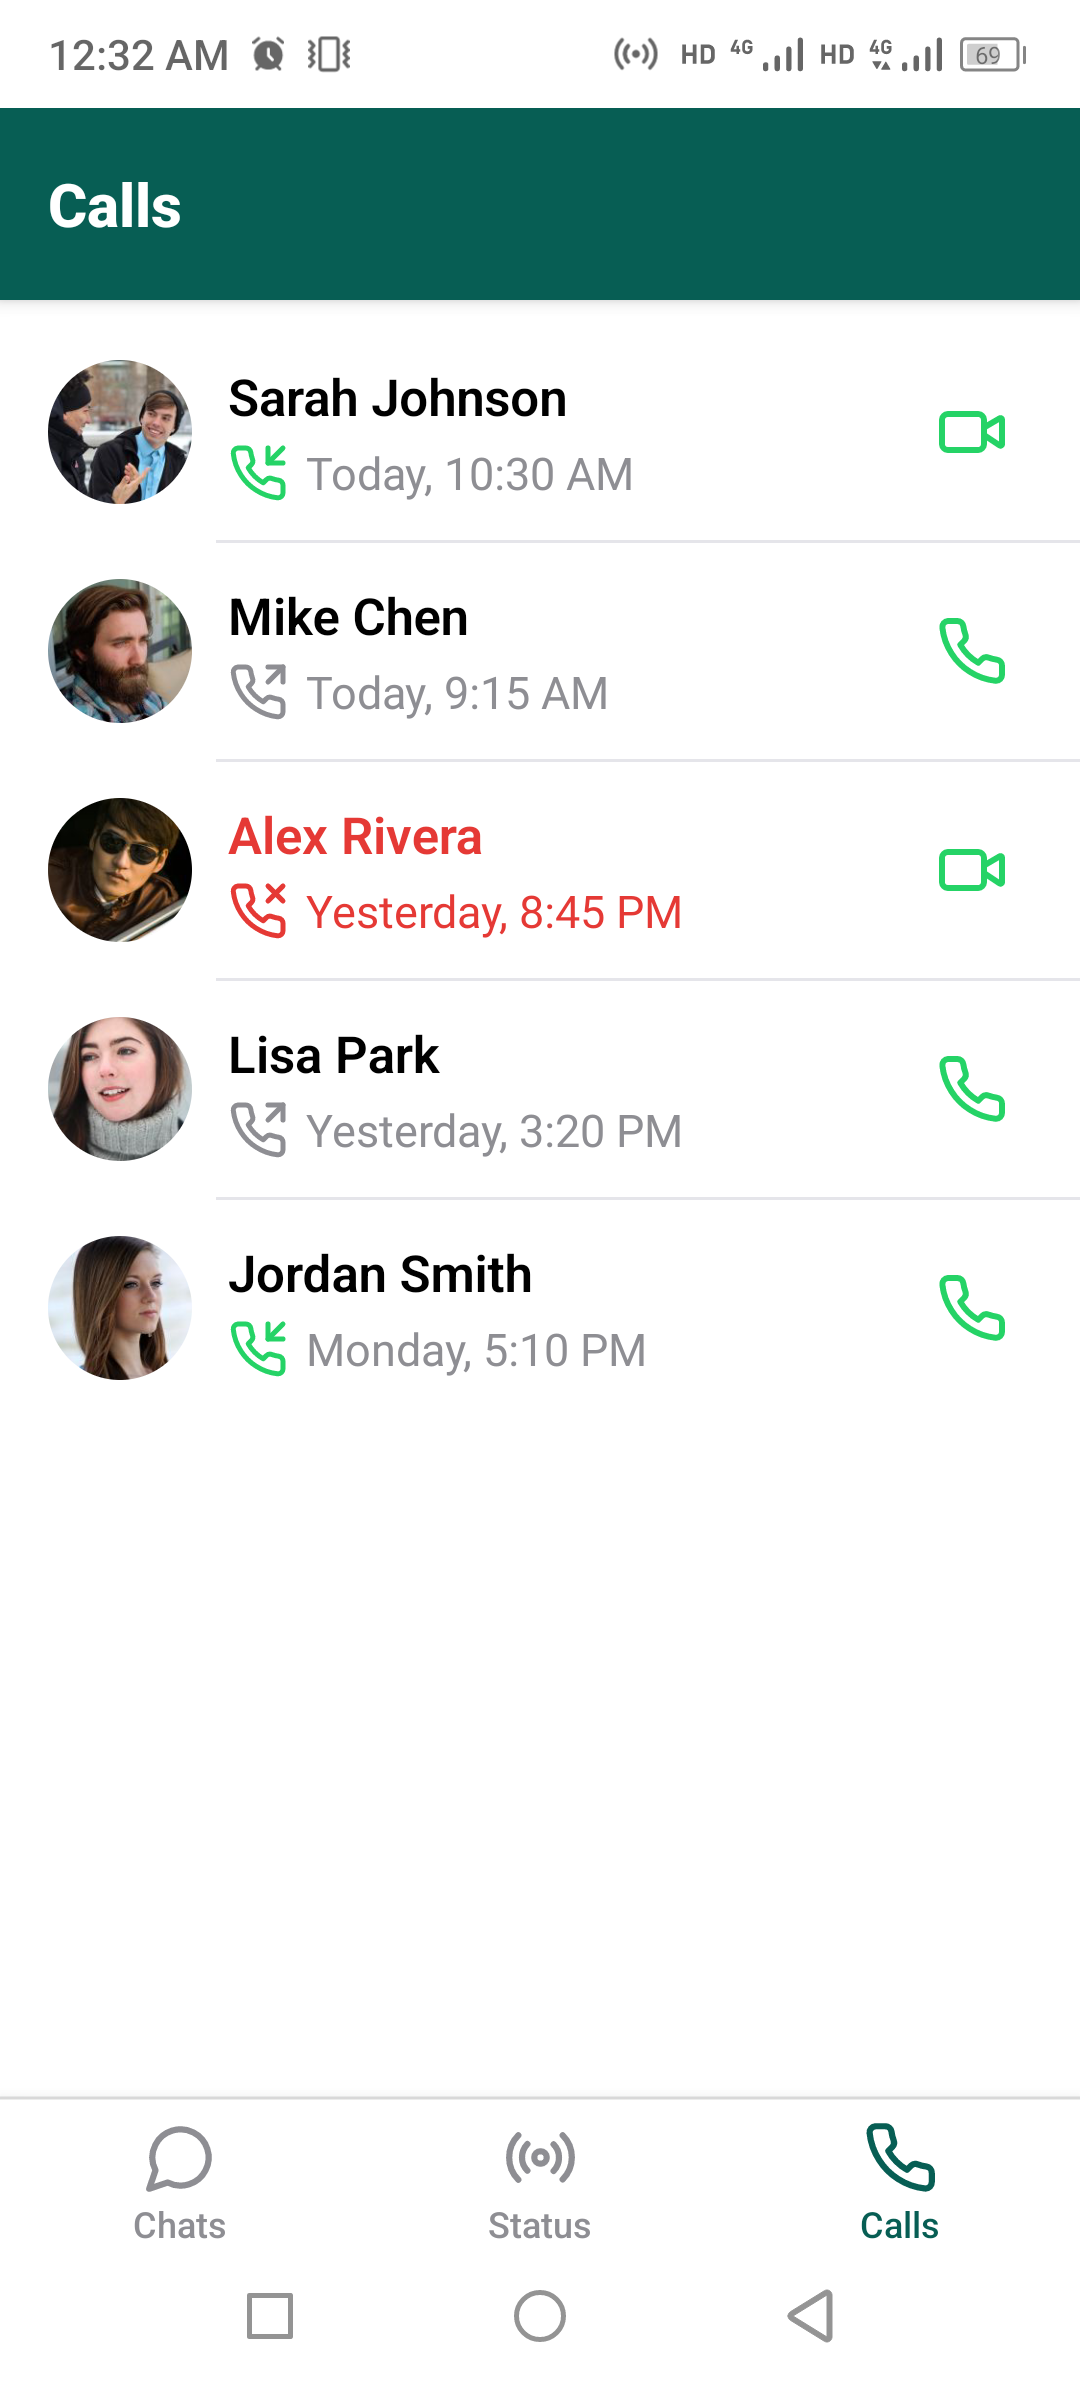 12:32 AM HD 4G HD 4G 69
Calls
Sarah Johnson
Today, 10:30 AM
Mike Chen
Today, 9:15 AM
Alex Rivera
Yesterday, 8:45 PM
Lisa Park
Yesterday, 3:20 PM
Jordan Smith
Monday, 5:10 PM
Chats Status Calls